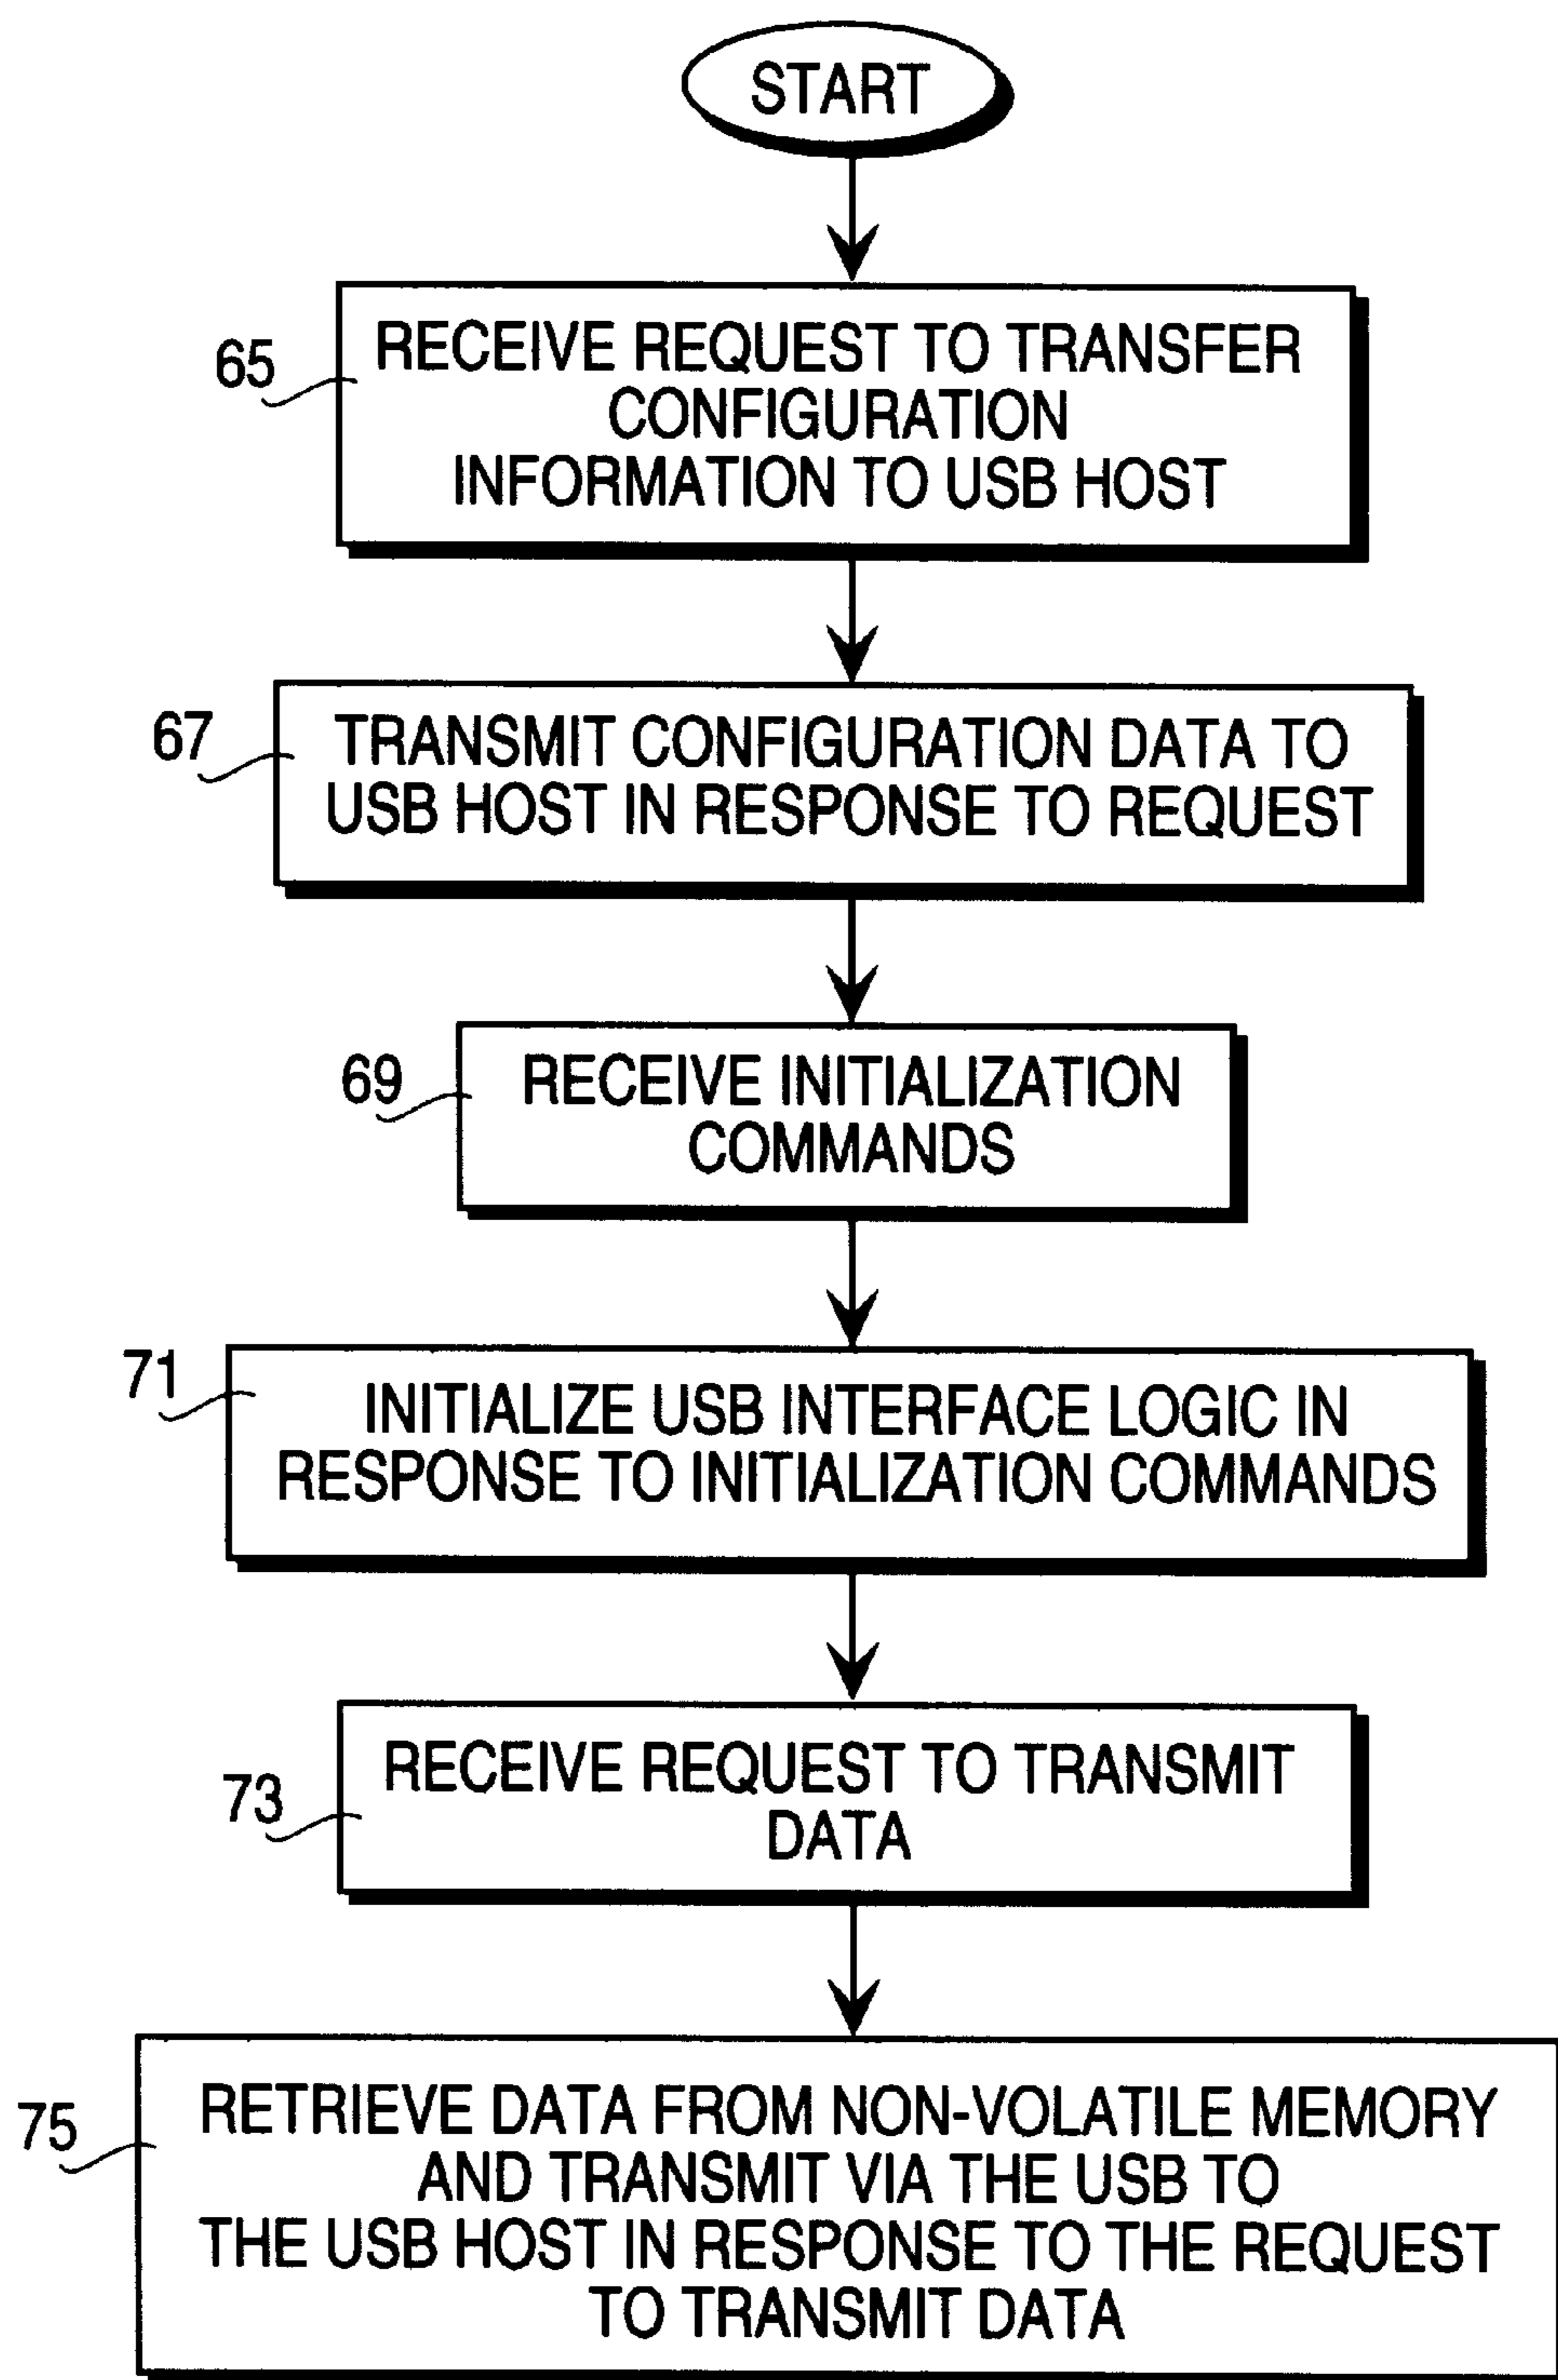 START
65
RECEIVE REQUEST TO TRANSFER
CONFIGURATION
INFORMATION TO USB HOST
67
TRANSMIT CONFIGURATION DATA TO
USB HOST IN RESPONSE TO REQUEST
69
RECEIVE INITIALIZATION
COMMANDS
71
INITIALIZE USB INTERFACE LOGIC IN
RESPONSE TO INITIALIZATION COMMANDS
73
RECEIVE REQUEST TO TRANSMIT
DATA
75
RETRIEVE DATA FROM NON-VOLATILE MEMORY
AND TRANSMIT VIA THE USB TO
THE USB HOST IN RESPONSE TO THE REQUEST
TO TRANSMIT DATA